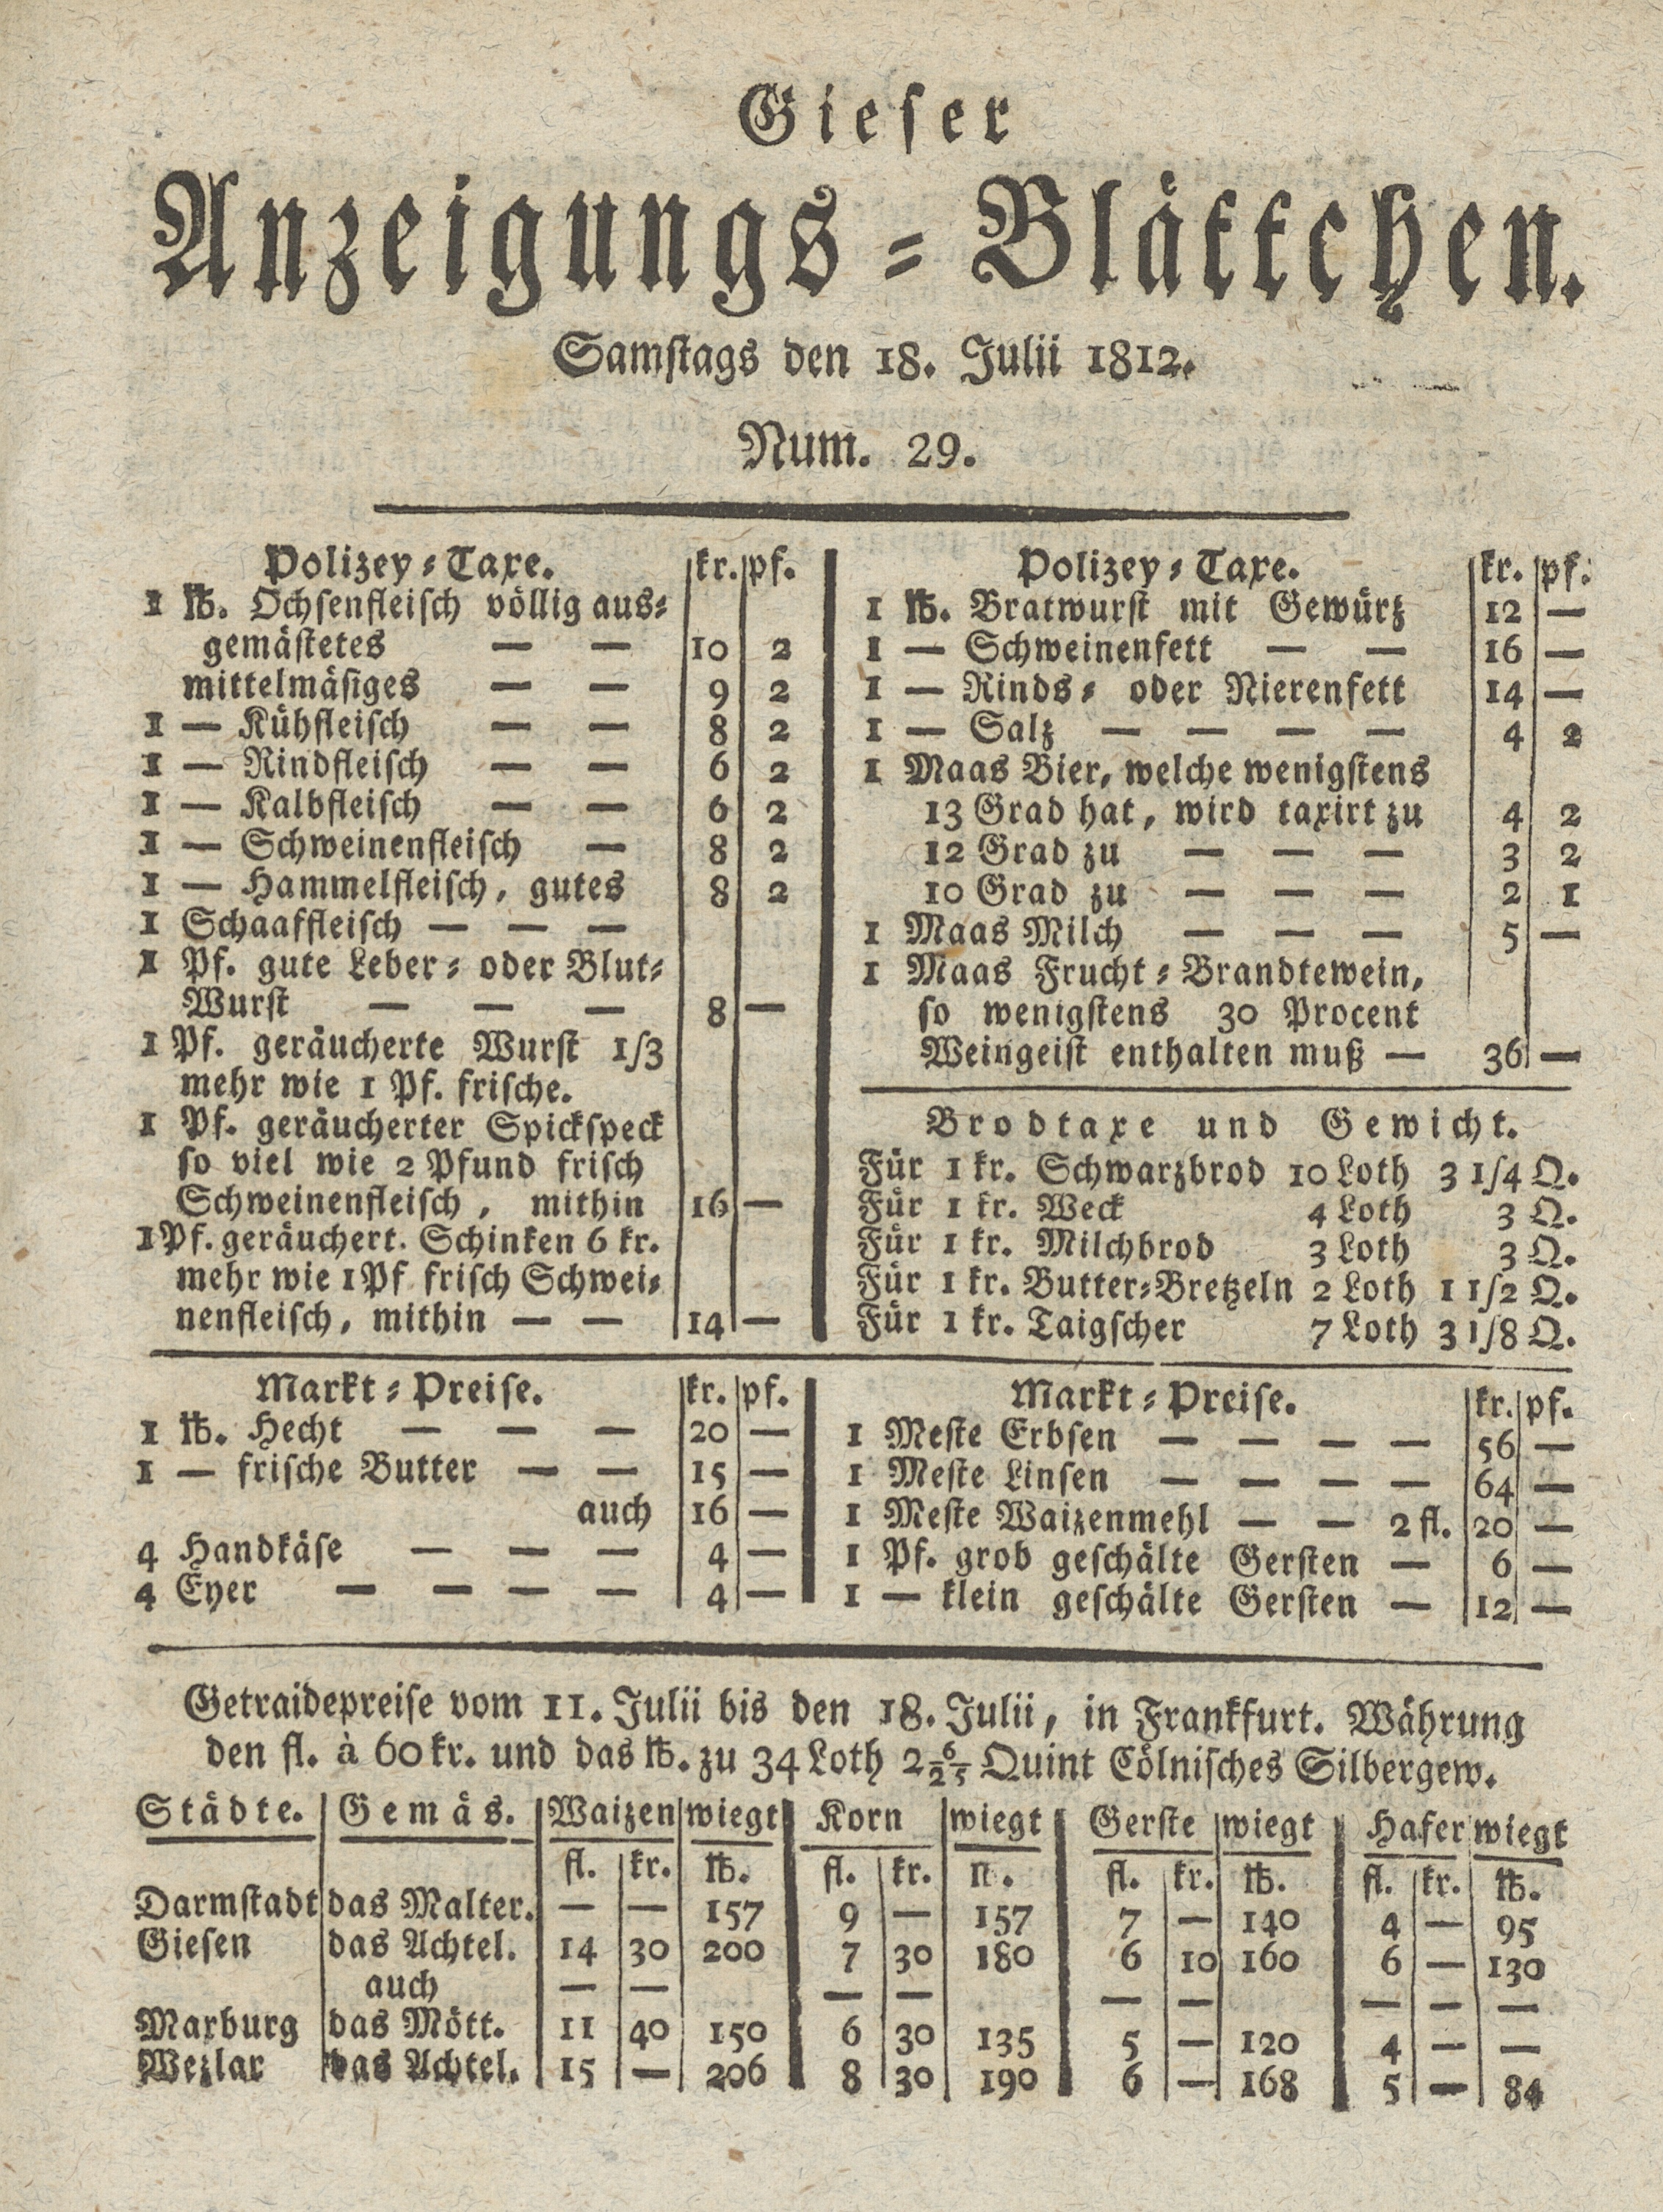 Gieser
Anzeigungs-Blättchen.
Samstags den 18. Julii 1812.
Num. 29.
Polizey-Taxe. kr. pf.
1 ℔. Ochsenfleisch völlig aus-
gemästetes — — 10 2
mittelmäsiges — — 9 2
1 — Kühfleisch — — 8 2
1 — Rindfleisch — — 6 2
1 — Kalbfleisch — — 6 2
1 — Schweinenfleisch — 8 2
1 — Hammelfleisch, gutes 8 2
1 Schaaffleisch — — —
1 Pf. gute Leber- oder Blut-
Wurst — — — 8 —
1 Pf. geräucherte Wurst 1/3
mehr wie 1 Pf. frische.
1 Pf. geräucherter Spickspeck
so viel wie 2 Pfund frisch
Schweinenfleisch, mithin 16 —
1 Pf. geräuchert. Schinken 6 kr.
mehr wie 1 Pf frisch Schwei-
nenfleisch, mithin — — 14 —
Polizey-Taxe. kr. pf.
1 ℔. Bratwurst mit Gewürz 12 —
1 — Schweinenfett — — 16 —
1 — Rinds- oder Nierenfett 14 —
1 — Salz — — — — 4 2
1 Maas Bier, welche wenigstens
13 Grad hat, wird taxirt zu 4 2
12 Grad zu — — — 3 2
10 Grad zu — — — 2 1
1 Maas Milch — — — 5 —
1 Maas Frucht-Brandtewein,
so wenigstens 30 Procent
Weingeist enthalten muß — 36 —
Brodtaxe und Gewicht.
Für 1 kr. Schwarzbrod 10 Loth 3 1/4 Q.
Für 1 kr. Weck 4 Loth 3 Q.
Für 1 kr. Milchbrod 3 Loth 3 Q.
Für 1 kr. Butter-Bretzeln 2 Loth 1 1/2 Q.
Für 1 kr. Taigscher 7 Loth 3 1/8 Q.
Markt-Preise. kr. pf.
1 ℔. Hecht — — — 20 —
1 — frische Butter — — 15 —
auch 16 —
4 Handkäse — — — 4 —
4 Eyer — — — — 4 —
Markt-Preise. kr. pf.
1 Meste Erbsen — — — — 56 —
1 Meste Linsen — — — — 64 —
1 Meste Waizenmehl — — 2 fl. 20 —
1 Pf. grob geschälte Gersten — 6 —
1 — klein geschälte Gersten — 12 —
Getraidepreise vom 11. Julii bis den 18. Julii, in Frankfurt. Währung
den fl. à 60 kr. und das ℔. zu 34 Loth 2 6/25 Quint Cölnisches Silbergew.
Städte. Gemäs. Waizen wiegt Korn wiegt Gerste wiegt Hafer wiegt
fl. kr. ℔. fl. kr. ℔. fl. kr. ℔. fl. kr. ℔.
Darmstadt das Malter. — — 157 9 — 157 7 — 140 4 — 95
Giesen das Achtel. 14 30 200 7 30 180 6 10 160 6 — 130
auch — — — — — — — — —
Marburg das Mött. 11 40 150 6 30 135 5 — 120 4 — —
Wezlar das Achtel. 15 — 206 8 30 190 6 — 168 5 — 84